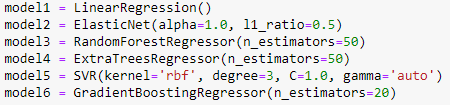 model1 = LinearRegression()
model2 = ElasticNet(alpha=1.0, l1_ratio=0.5)
model3 = RandomForestRegressor(n_estimators=50)
model4 = ExtraTreesRegressor(n_estimators=50)
model5 = SVR(kernel='rbf', degree=3, C=1.0, gamma='auto')
model6 = GradientBoostingRegressor(n_estimators=20)